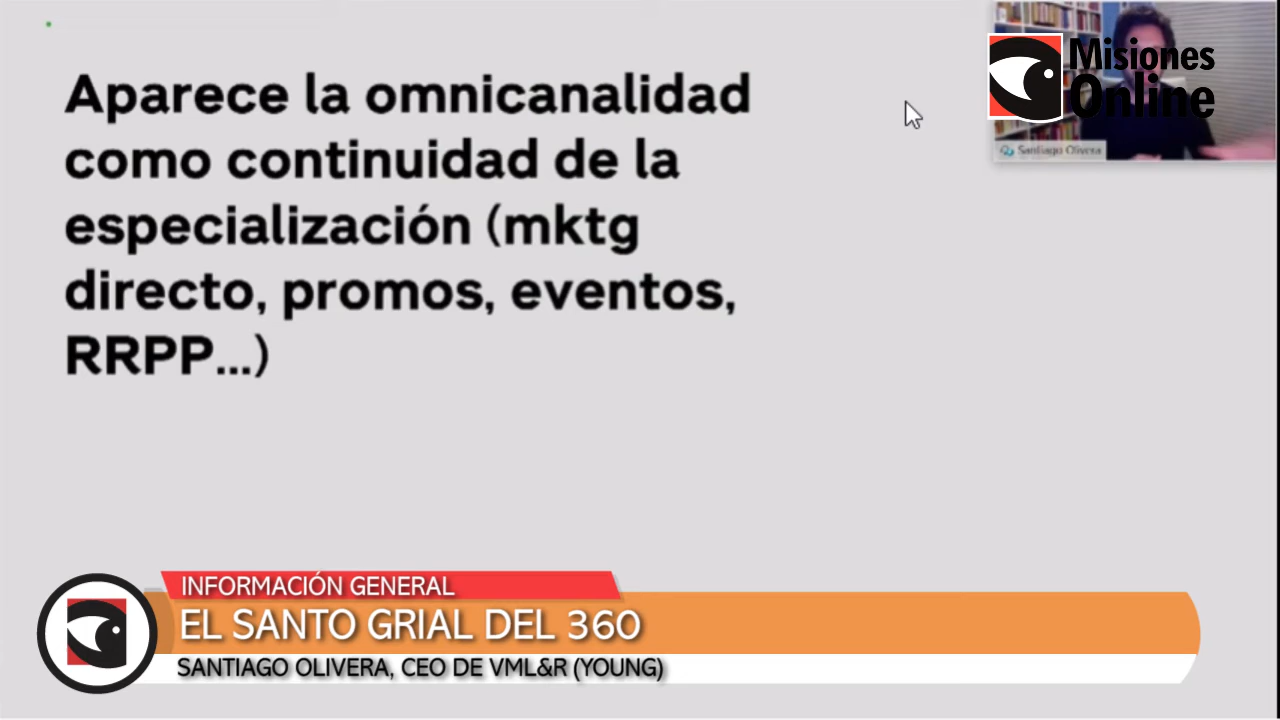 Aparece la omnicanalidad
como continuidad de la
especialización (mktg
directo, promos, eventos,
RRPP...)
Misiones
Online
Santiago Olivera
INFORMACIÓN GENERAL
EL SANTO GRIAL DEL 360
SANTIAGO OLIVERA, CEO DE VML&R (YOUNG)